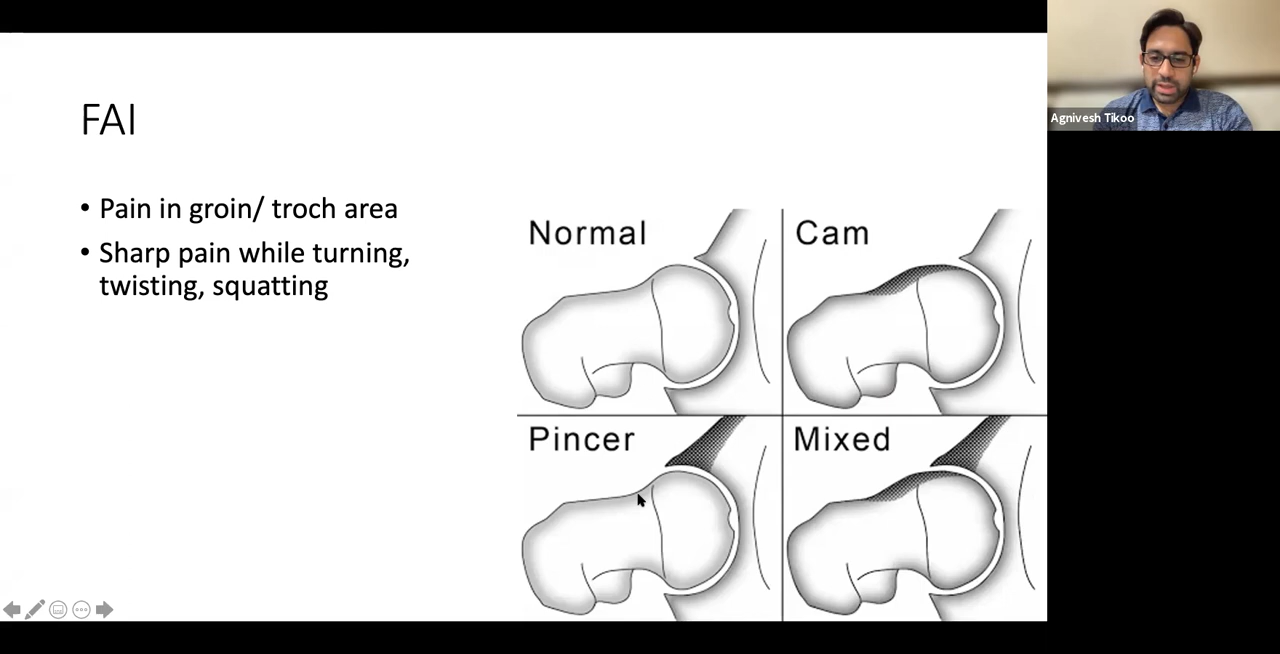 FAI
• Pain in groin/ troch area
• Sharp pain while turning,
twisting, squatting
Normal
Cam
Pincer
Mixed
Agnivesh Tikoo